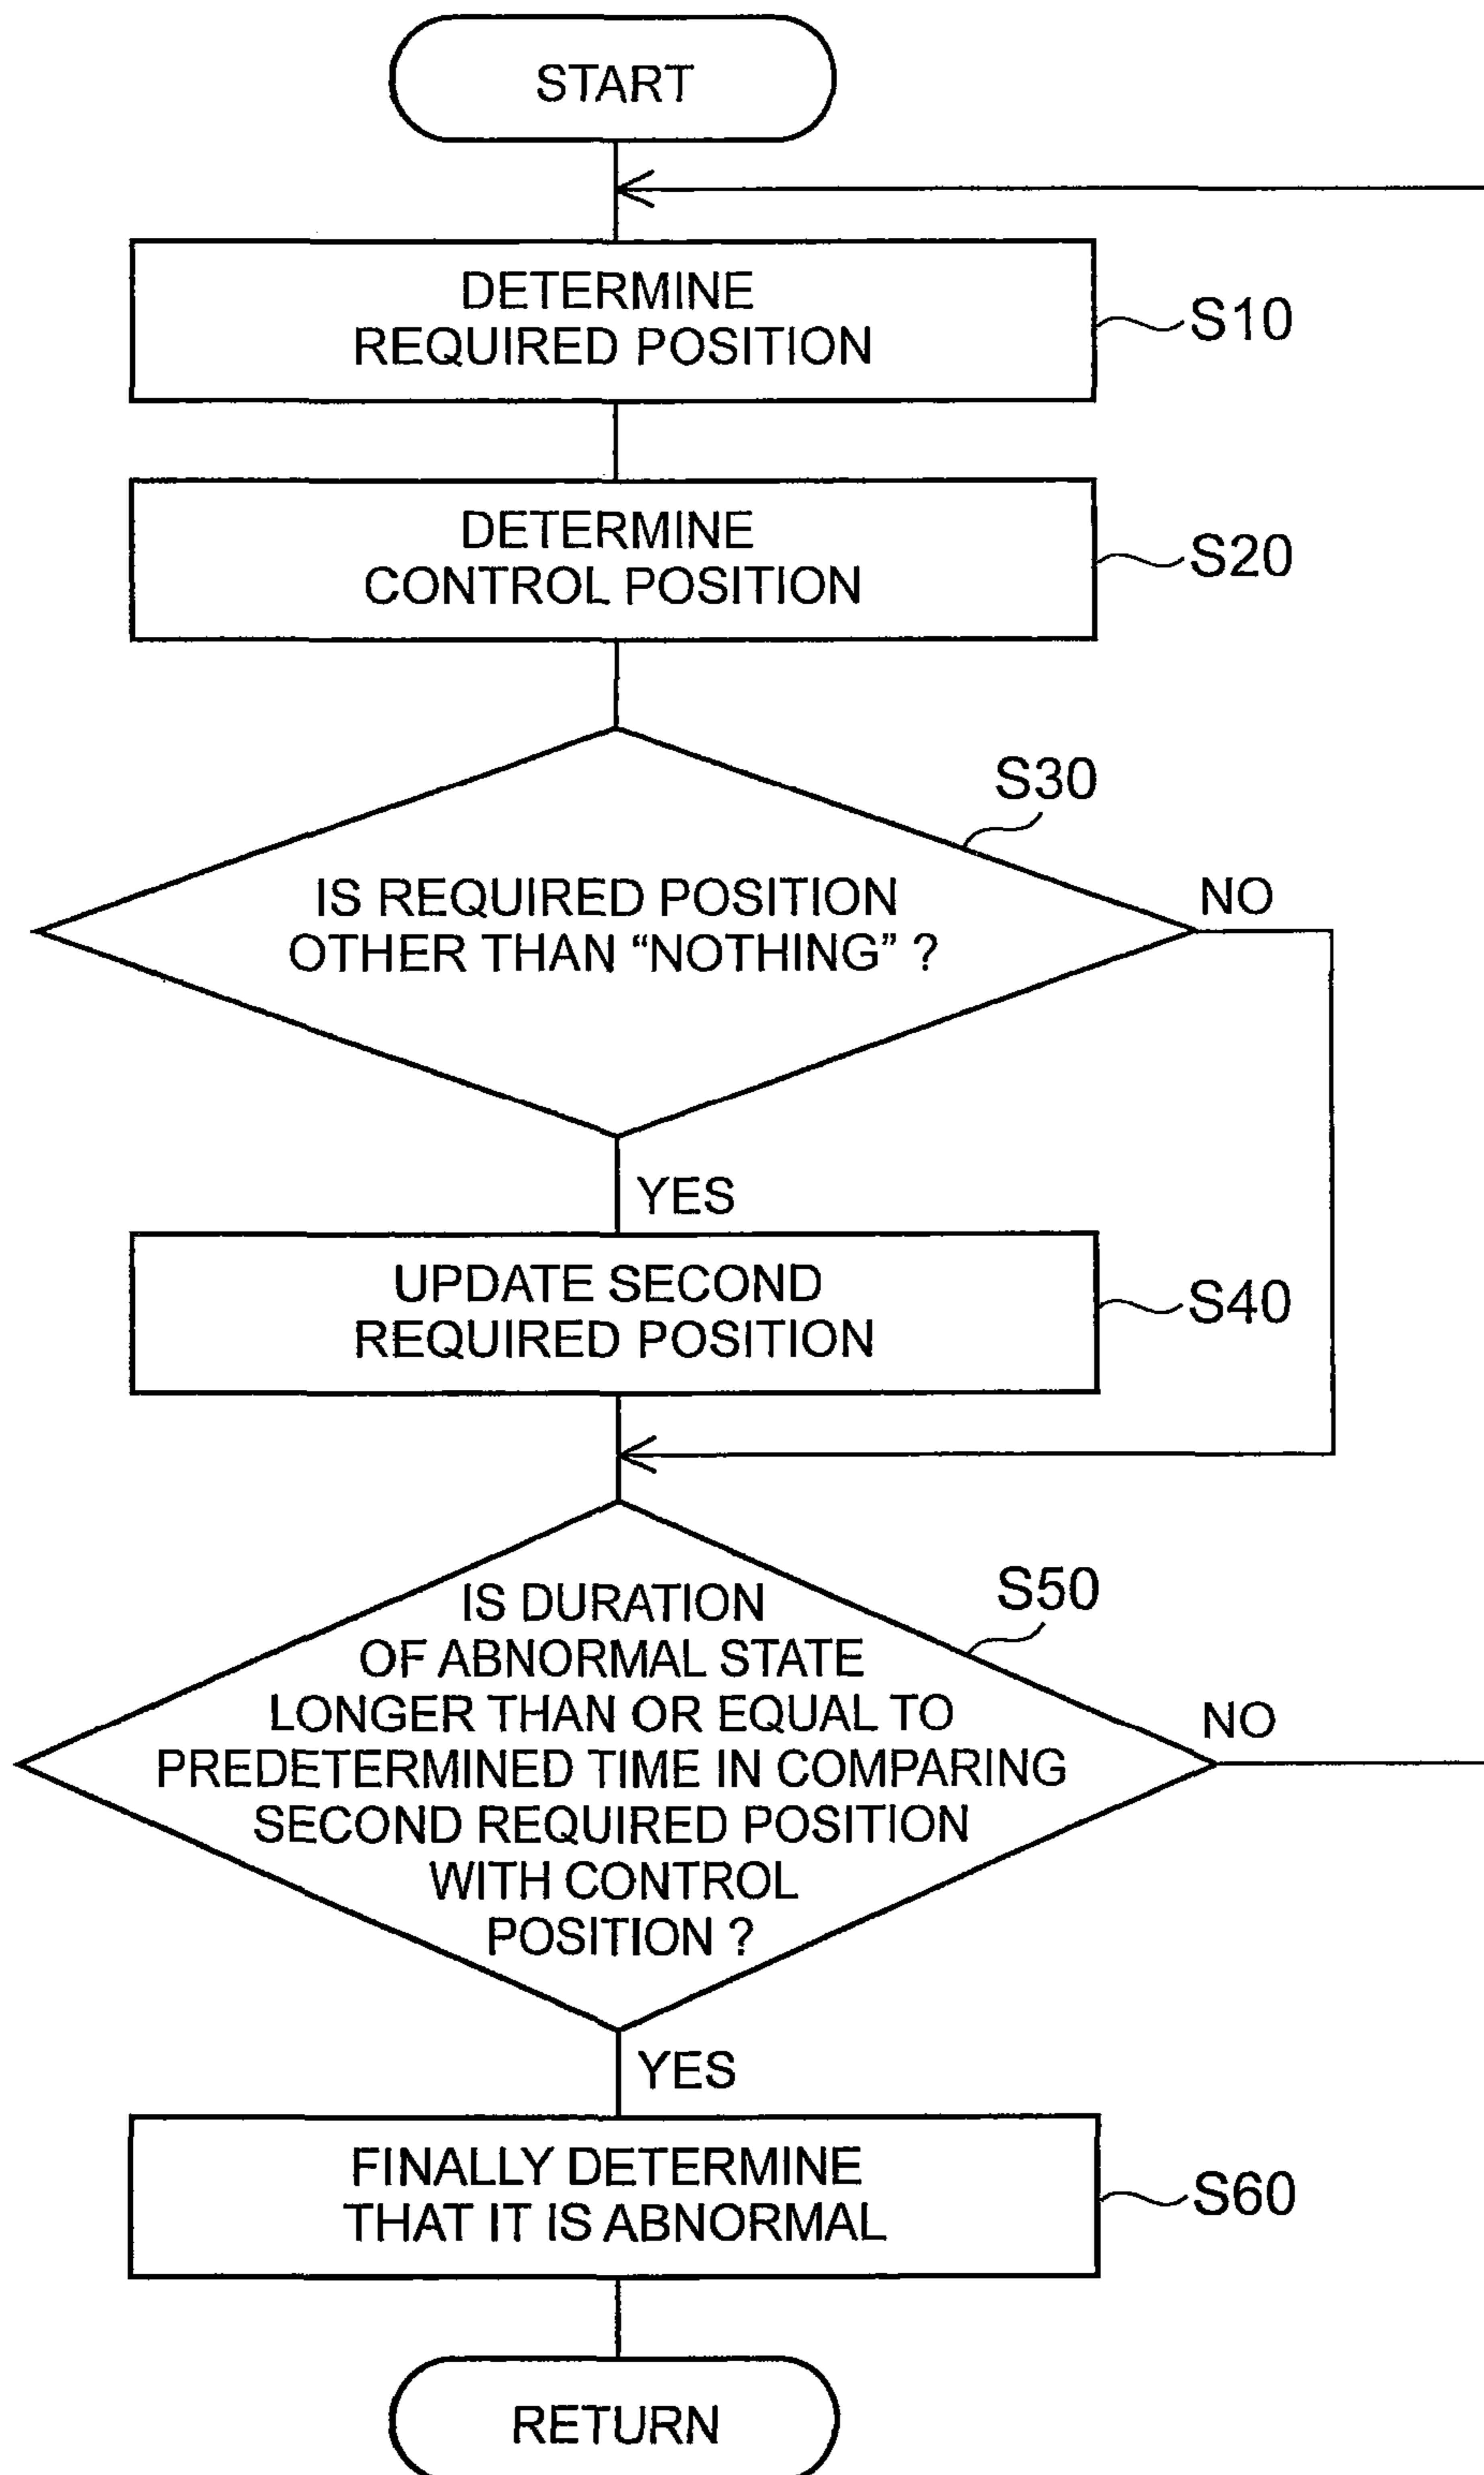 START
DETERMINE
REQUIRED POSITION
S10
DETERMINE
CONTROL POSITION
S20
S30
IS REQUIRED POSITION
OTHER THAN “NOTHING” ?
NO
YES
UPDATE SECOND
REQUIRED POSITION
S40
S50
IS DURATION
OF ABNORMAL STATE
LONGER THAN OR EQUAL TO
PREDETERMINED TIME IN COMPARING
SECOND REQUIRED POSITION
WITH CONTROL
POSITION ?
NO
YES
FINALLY DETERMINE
THAT IT IS ABNORMAL
S60
RETURN